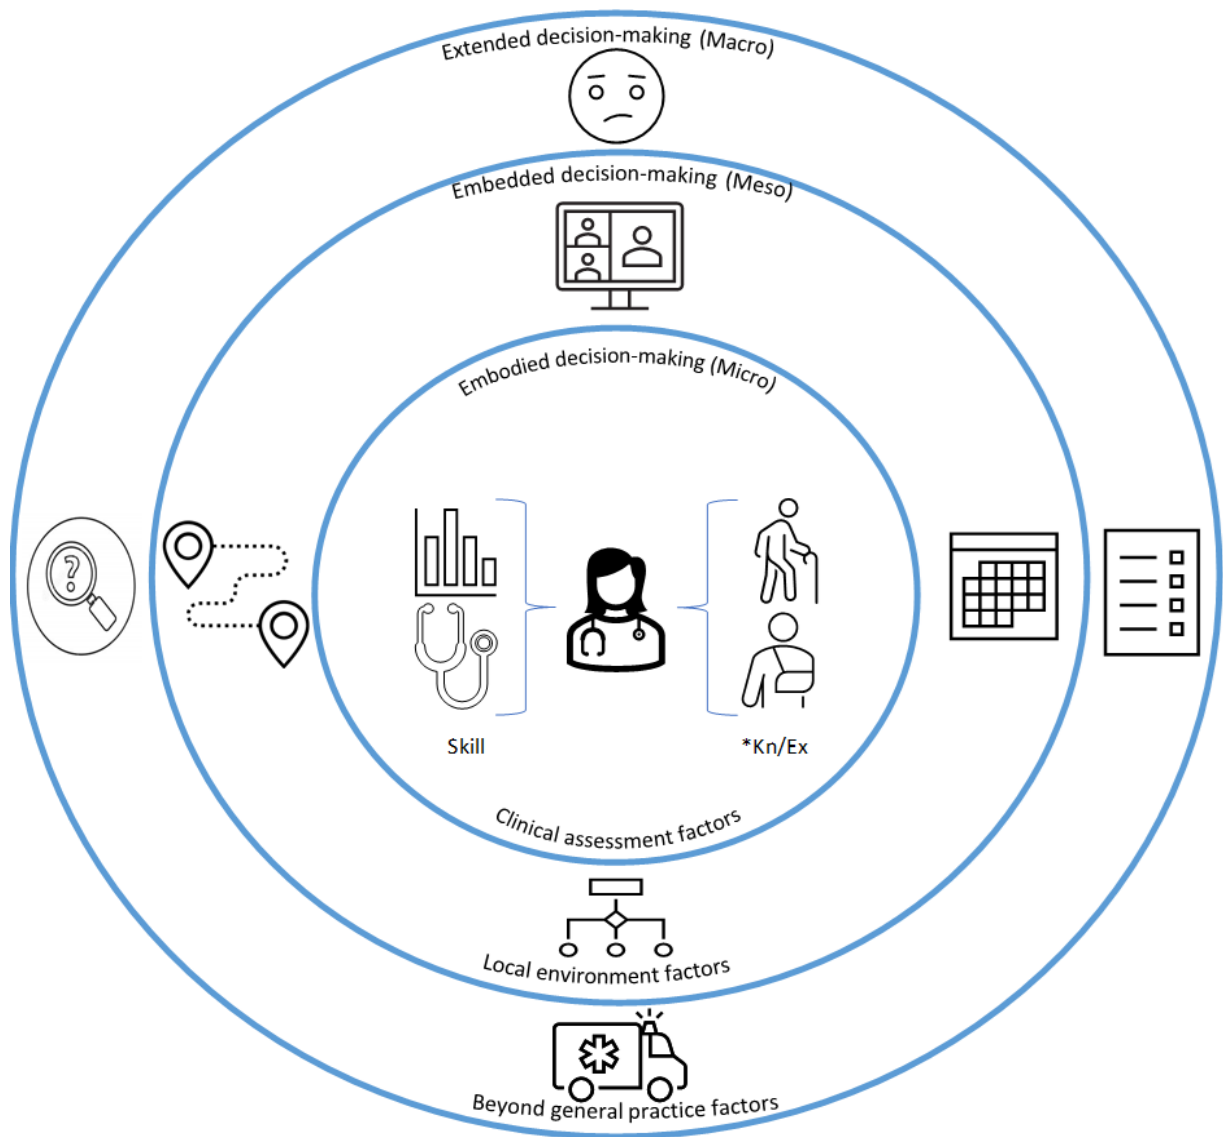 Extended decision-making (Macro)
Embedded decision-making (Meso)
Embodied decision-making (Micro)
?
Skill
*Kn/Ex
Clinical assessment factors
Local environment factors
Beyond general practice factors